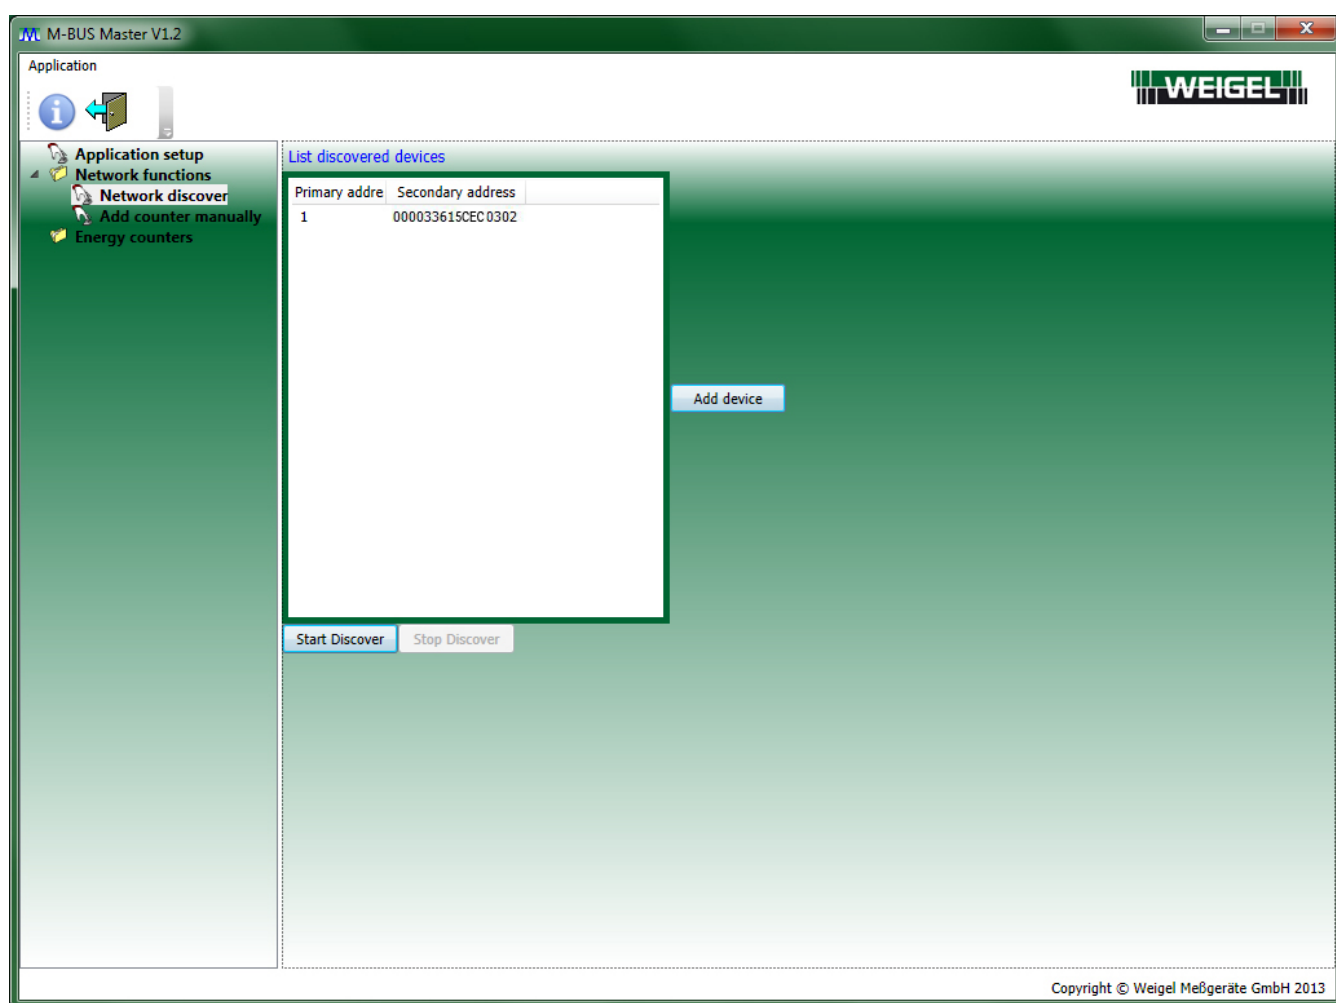 M-BUS Master V1.2
Application
WEIGEL
Application setup
Network functions
Network discover
Add counter manually
Energy counters
List discovered devices
Primary addre Secondary address
1 000033615CEC0302
Add device
Start Discover Stop Discover
Copyright © Weigel Meßgeräte GmbH 2013